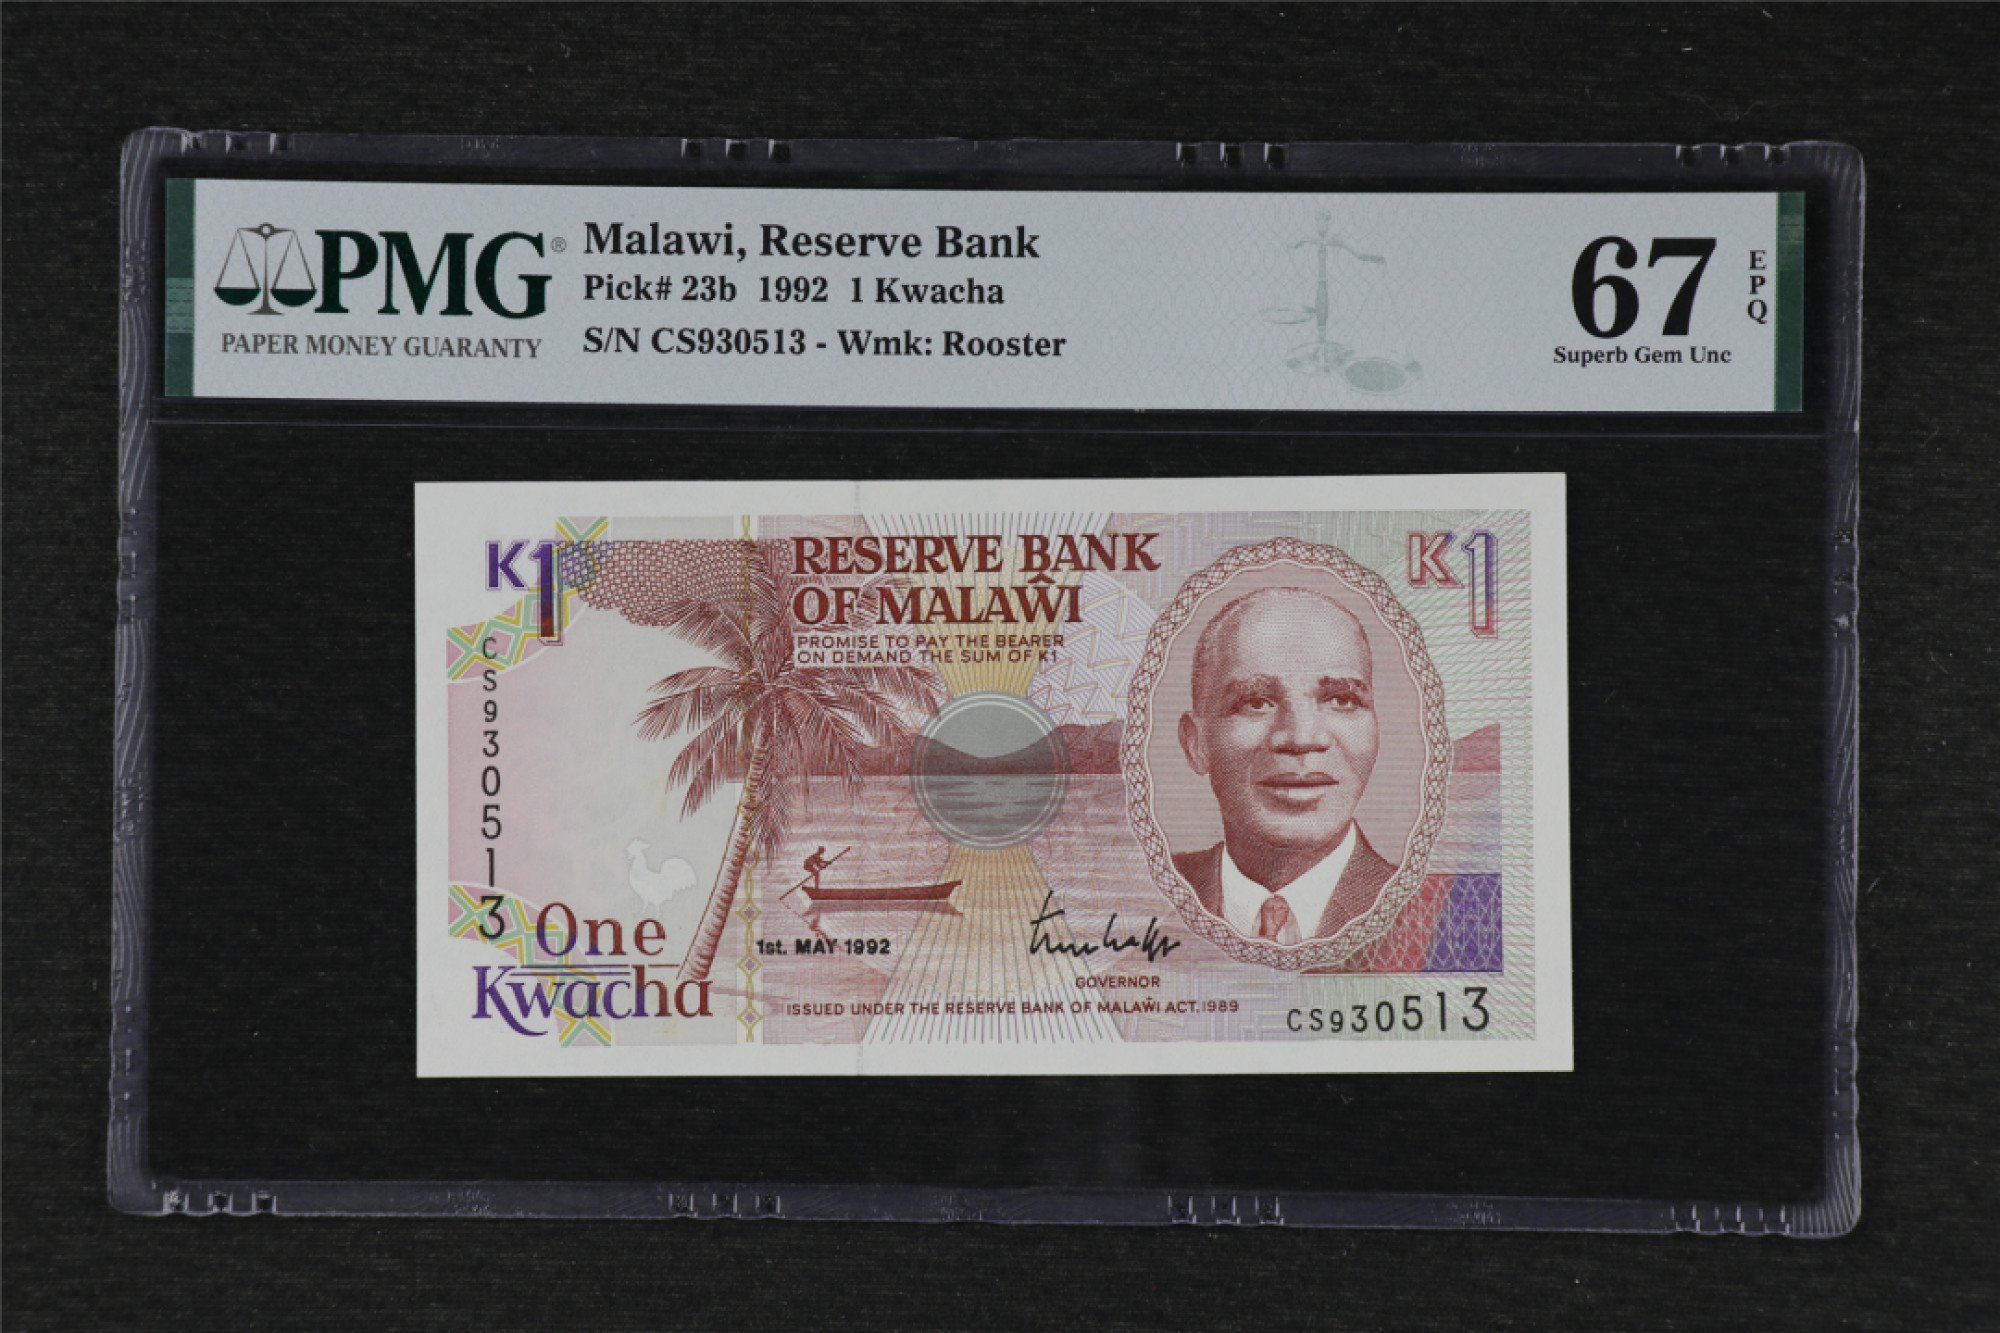 PMG®
PAPER MONEY GUARANTY
Malawi, Reserve Bank
Pick# 23b 1992 1 Kwacha
S/N CS930513 - Wmk: Rooster
67
EPQ
Superb Gem Unc
K1
RESERVE BANK
OF MALAŴI
PROMISE TO PAY THE BEARER
ON DEMAND THE SUM OF K1
K1
CS930513
One
Kwacha
1st. MAY 1992
GOVERNOR
ISSUED UNDER THE RESERVE BANK OF MALAŴI ACT, 1989
CS930513